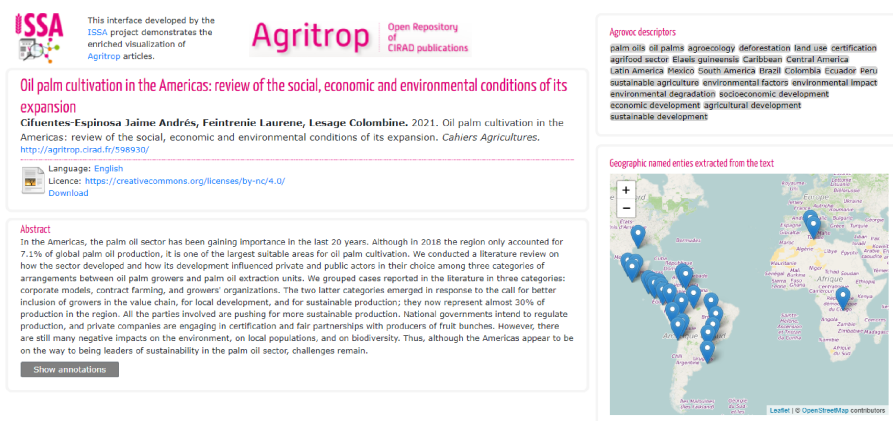 ISSA
This interface developed by the
ISSA project demonstrates the
enriched visualization of
Agritrop articles.
Agritrop
Open Repository
of
CIRAD publications
Oil palm cultivation in the Americas: review of the social, economic and environmental conditions of its
expansion
Cifuentes-Espinosa Jaime Andrés, Feintrenie Laurene, Lesage Colombine. 2021. Oil palm cultivation in the
Americas: review of the social, economic and environmental conditions of its expansion. Cahiers Agricultures.
http://agritrop.cirad.fr/598930/
Language: English
Licence: https://creativecommons.org/licenses/by-nc/4.0/
Download
Abstract
In the Americas, the palm oil sector has been gaining importance in the last 20 years. Although in 2018 the region only accounted for
7.1% of global palm oil production, it is one of the largest suitable areas for oil palm cultivation. We conducted a literature review on
how the sector developed and how its development influenced private and public actors in their choice among three categories of
arrangements between oil palm growers and palm oil extraction units. We grouped cases reported in the literature in three categories:
corporate models, contract farming, and growers' organizations. The two latter categories emerged in response to the call for better
inclusion of growers in the value chain, for local development, and for sustainable production; they now represent almost 30% of
production in the region. All the parties involved are pushing for more sustainable production. National governments tend to regulate
production, and private companies are engaging in certification and fair partnerships with producers of fruit bunches. However, there
are still many negative impacts on the environment, on local populations, and on biodiversity. Thus, although the Americas appear to be
on the way to being leaders of sustainability in the palm oil sector, challenges remain.
Show annotations
Agrovoc descriptors
palm oils oil palms agroecology deforestation land use certification
agrifood sector Elaeis guineensis Caribbean Central America
Latin America Mexico South America Brazil Colombia Ecuador Peru
sustainable agriculture environmental factors environmental impact
environmental degradation socioeconomic development
economic development agricultural development
sustainable development
Geographic named enties extracted from the text
+
−
Bermudes
Maroc
Algérie
Niger
Tchad
Soudan
Angola
Zambie
Namibie
Madagascar
Afrique
du Sud
Chili
Argentine
Leaflet | © OpenStreetMap contributors